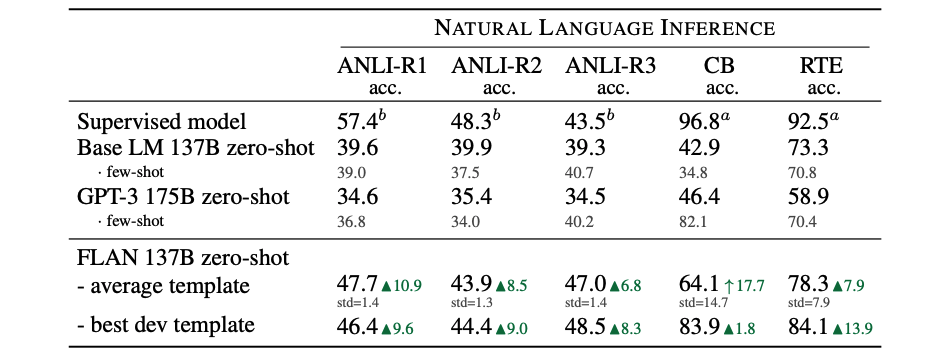 NATURAL LANGUAGE INFERENCE
ANLI-R1 ANLI-R2 ANLI-R3 CB RTE
acc. acc. acc. acc. acc.
Supervised model 57.4b 48.3b 43.5b 96.8a 92.5a
Base LM 137B zero-shot 39.6 39.9 39.3 42.9 73.3
· few-shot 39.0 37.5 40.7 34.8 70.8
GPT-3 175B zero-shot 34.6 35.4 34.5 46.4 58.9
· few-shot 36.8 34.0 40.2 82.1 70.4
FLAN 137B zero-shot
- average template 47.7 ▲10.9 43.9 ▲8.5 47.0 ▲6.8 64.1 ↑17.7 78.3 ▲7.9
std=1.4 std=1.3 std=1.4 std=14.7 std=7.9
- best dev template 46.4 ▲9.6 44.4 ▲9.0 48.5 ▲8.3 83.9 ▲1.8 84.1 ▲13.9